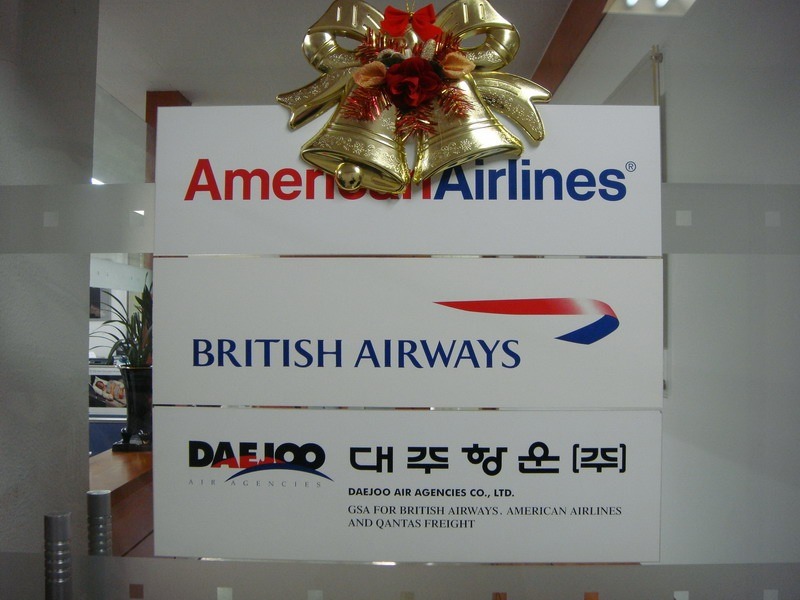 American Airlines®
BRITISH AIRWAYS
DAEJOO
AIR AGENCIES
대주항운(주)
DAEJOO AIR AGENCIES CO., LTD.
GSA FOR BRITISH AIRWAYS. AMERICAN AIRLINES
AND QANTAS FREIGHT